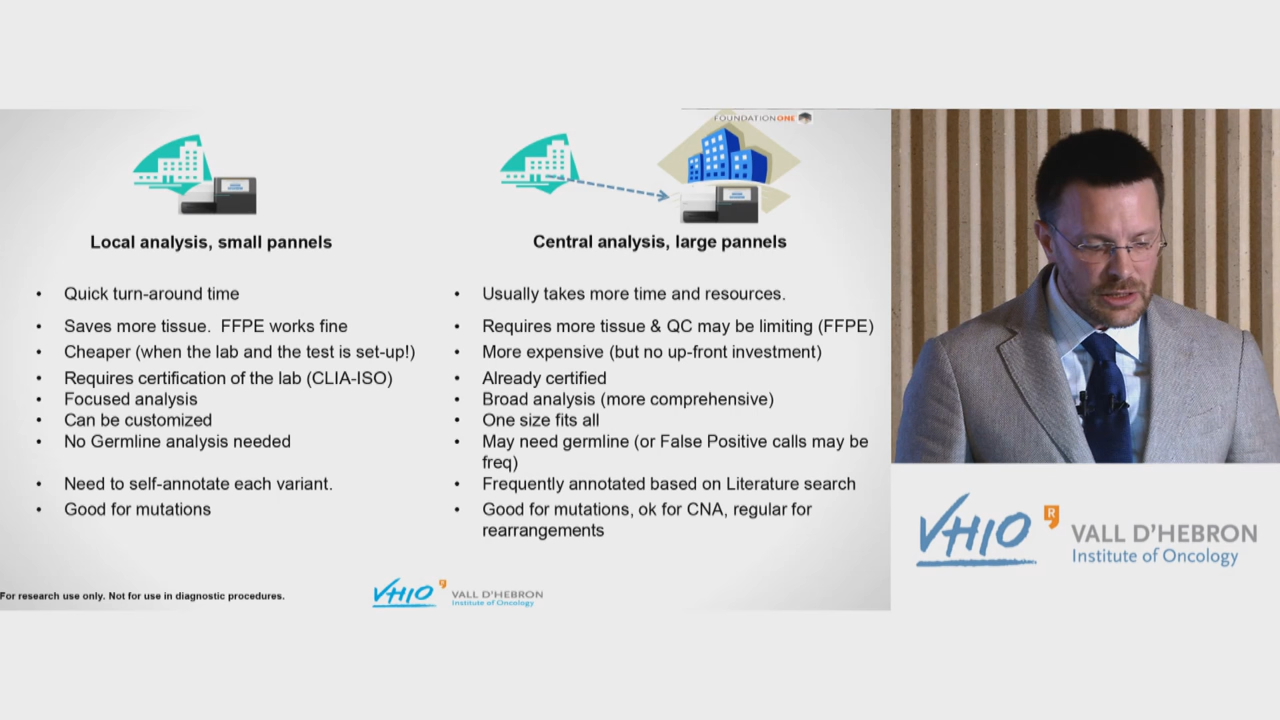 FOUNDATIONONE
Local analysis, small pannels
• Quick turn-around time
• Saves more tissue. FFPE works fine
• Cheaper (when the lab and the test is set-up!)
• Requires certification of the lab (CLIA-ISO)
• Focused analysis
• Can be customized
• No Germline analysis needed
• Need to self-annotate each variant.
• Good for mutations
Central analysis, large pannels
• Usually takes more time and resources.
• Requires more tissue & QC may be limiting (FFPE)
• More expensive (but no up-front investment)
• Already certified
• Broad analysis (more comprehensive)
• One size fits all
• May need germline (or False Positive calls may be
freq)
• Frequently annotated based on Literature search
• Good for mutations, ok for CNA, regular for
rearrangements
For research use only. Not for use in diagnostic procedures.
VHIO
VALL D'HEBRON
Institute of Oncology
VHIO
R
VALL D'HEBRON
Institute of Oncology